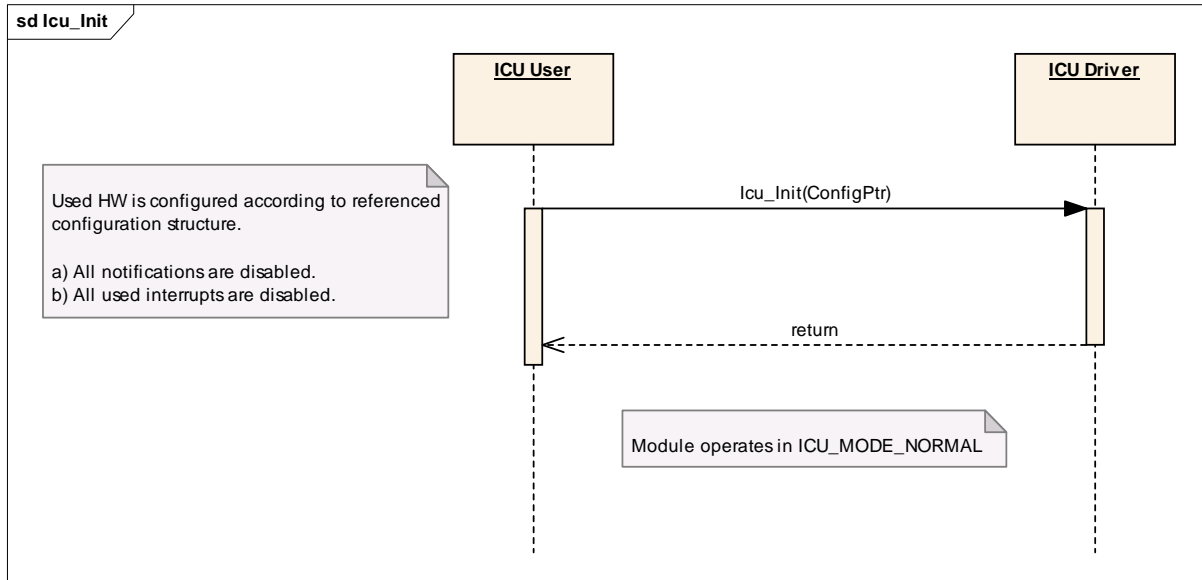 sd Icu_Init
ICU User
ICU Driver
Used HW is configured according to referenced
configuration structure.
a) All notifications are disabled.
b) All used interrupts are disabled.
Icu_Init(ConfigPtr)
return
Module operates in ICU_MODE_NORMAL